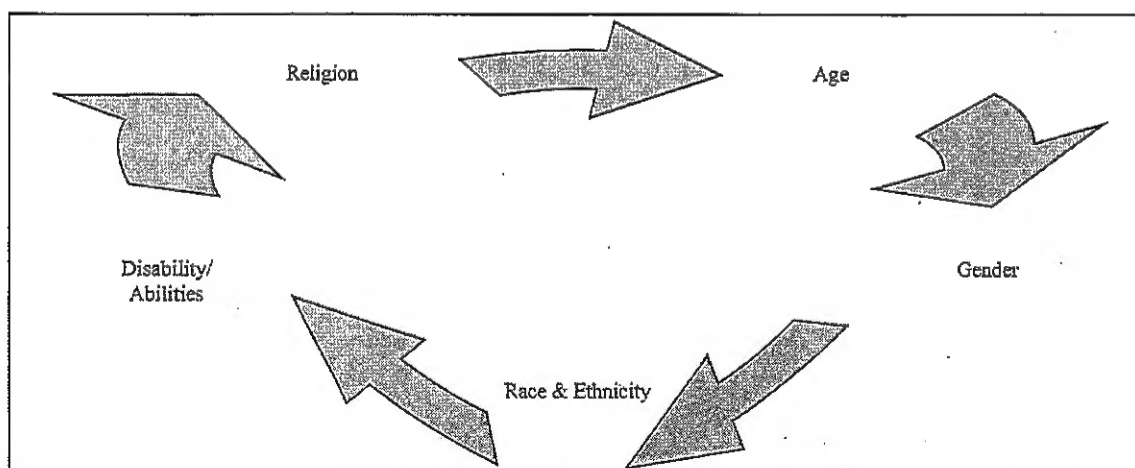 Religion
Age
Disability/
Abilities
Gender
Race & Ethnicity